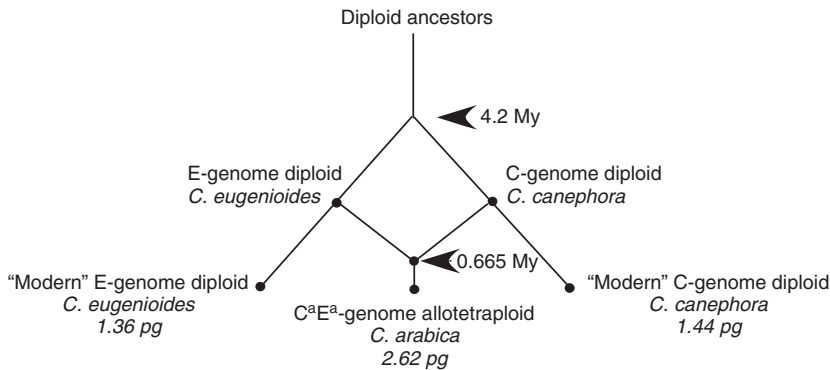 Diploid ancestors
4.2 My
E-genome diploid
C. eugenioides
C-genome diploid
C. canephora
0.665 My
“Modern” E-genome diploid
C. eugenioides
1.36 pg
CᵃEᵃ-genome allotetraploid
C. arabica
2.62 pg
“Modern” C-genome diploid
C. canephora
1.44 pg